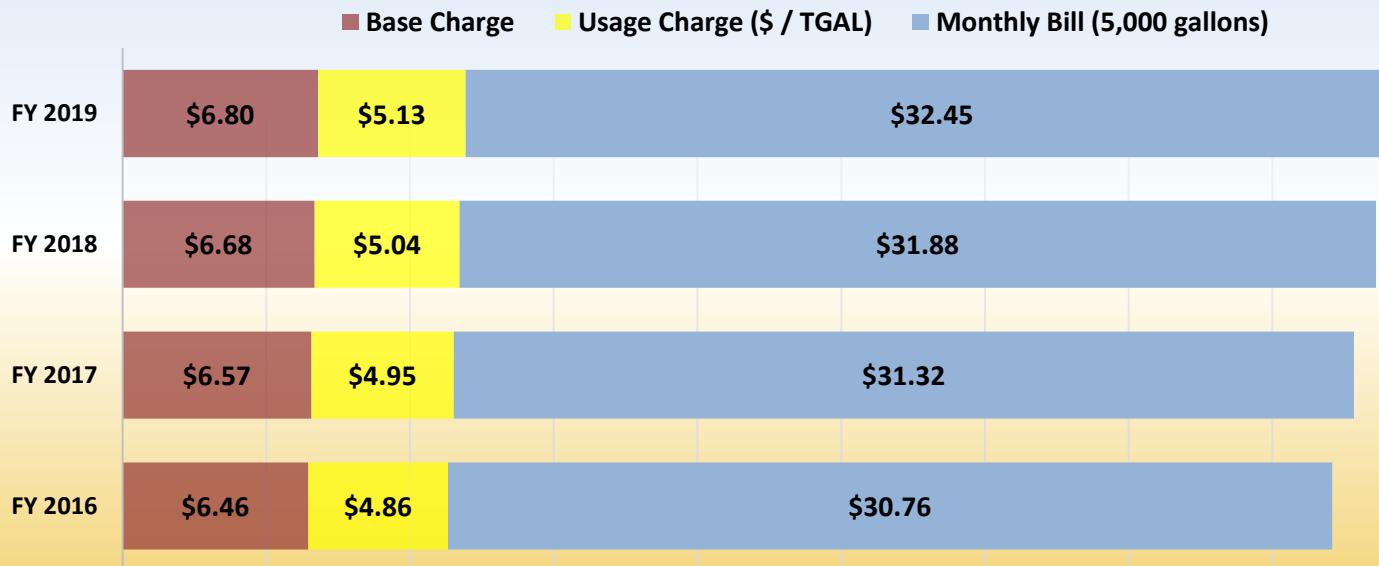 Base Charge Usage Charge ($ / TGAL) Monthly Bill (5,000 gallons)
FY 2019 $6.80 $5.13 $32.45
FY 2018 $6.68 $5.04 $31.88
FY 2017 $6.57 $4.95 $31.32
FY 2016 $6.46 $4.86 $30.76